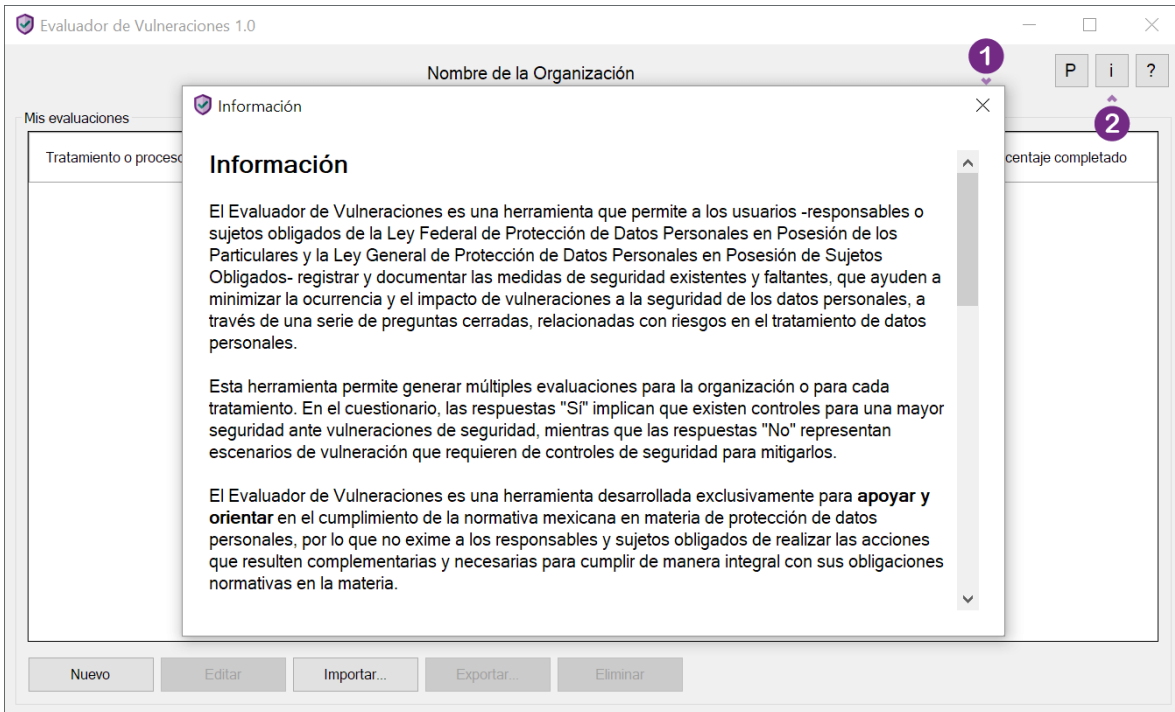 Evaluador de Vulneraciones 1.0
Nombre de la Organización
1
P i ?
2
Mis evaluaciones
Tratamiento o proceso
centaje completado
Información
Información
El Evaluador de Vulneraciones es una herramienta que permite a los usuarios -responsables o
sujetos obligados de la Ley Federal de Protección de Datos Personales en Posesión de los
Particulares y la Ley General de Protección de Datos Personales en Posesión de Sujetos
Obligados- registrar y documentar las medidas de seguridad existentes y faltantes, que ayuden a
minimizar la ocurrencia y el impacto de vulneraciones a la seguridad de los datos personales, a
través de una serie de preguntas cerradas, relacionadas con riesgos en el tratamiento de datos
personales.
Esta herramienta permite generar múltiples evaluaciones para la organización o para cada
tratamiento. En el cuestionario, las respuestas "Sí" implican que existen controles para una mayor
seguridad ante vulneraciones de seguridad, mientras que las respuestas "No" representan
escenarios de vulneración que requieren de controles de seguridad para mitigarlos.
El Evaluador de Vulneraciones es una herramienta desarrollada exclusivamente para apoyar y
orientar en el cumplimiento de la normativa mexicana en materia de protección de datos
personales, por lo que no exime a los responsables y sujetos obligados de realizar las acciones
que resulten complementarias y necesarias para cumplir de manera integral con sus obligaciones
normativas en la materia.
Nuevo Editar Importar... Exportar... Eliminar